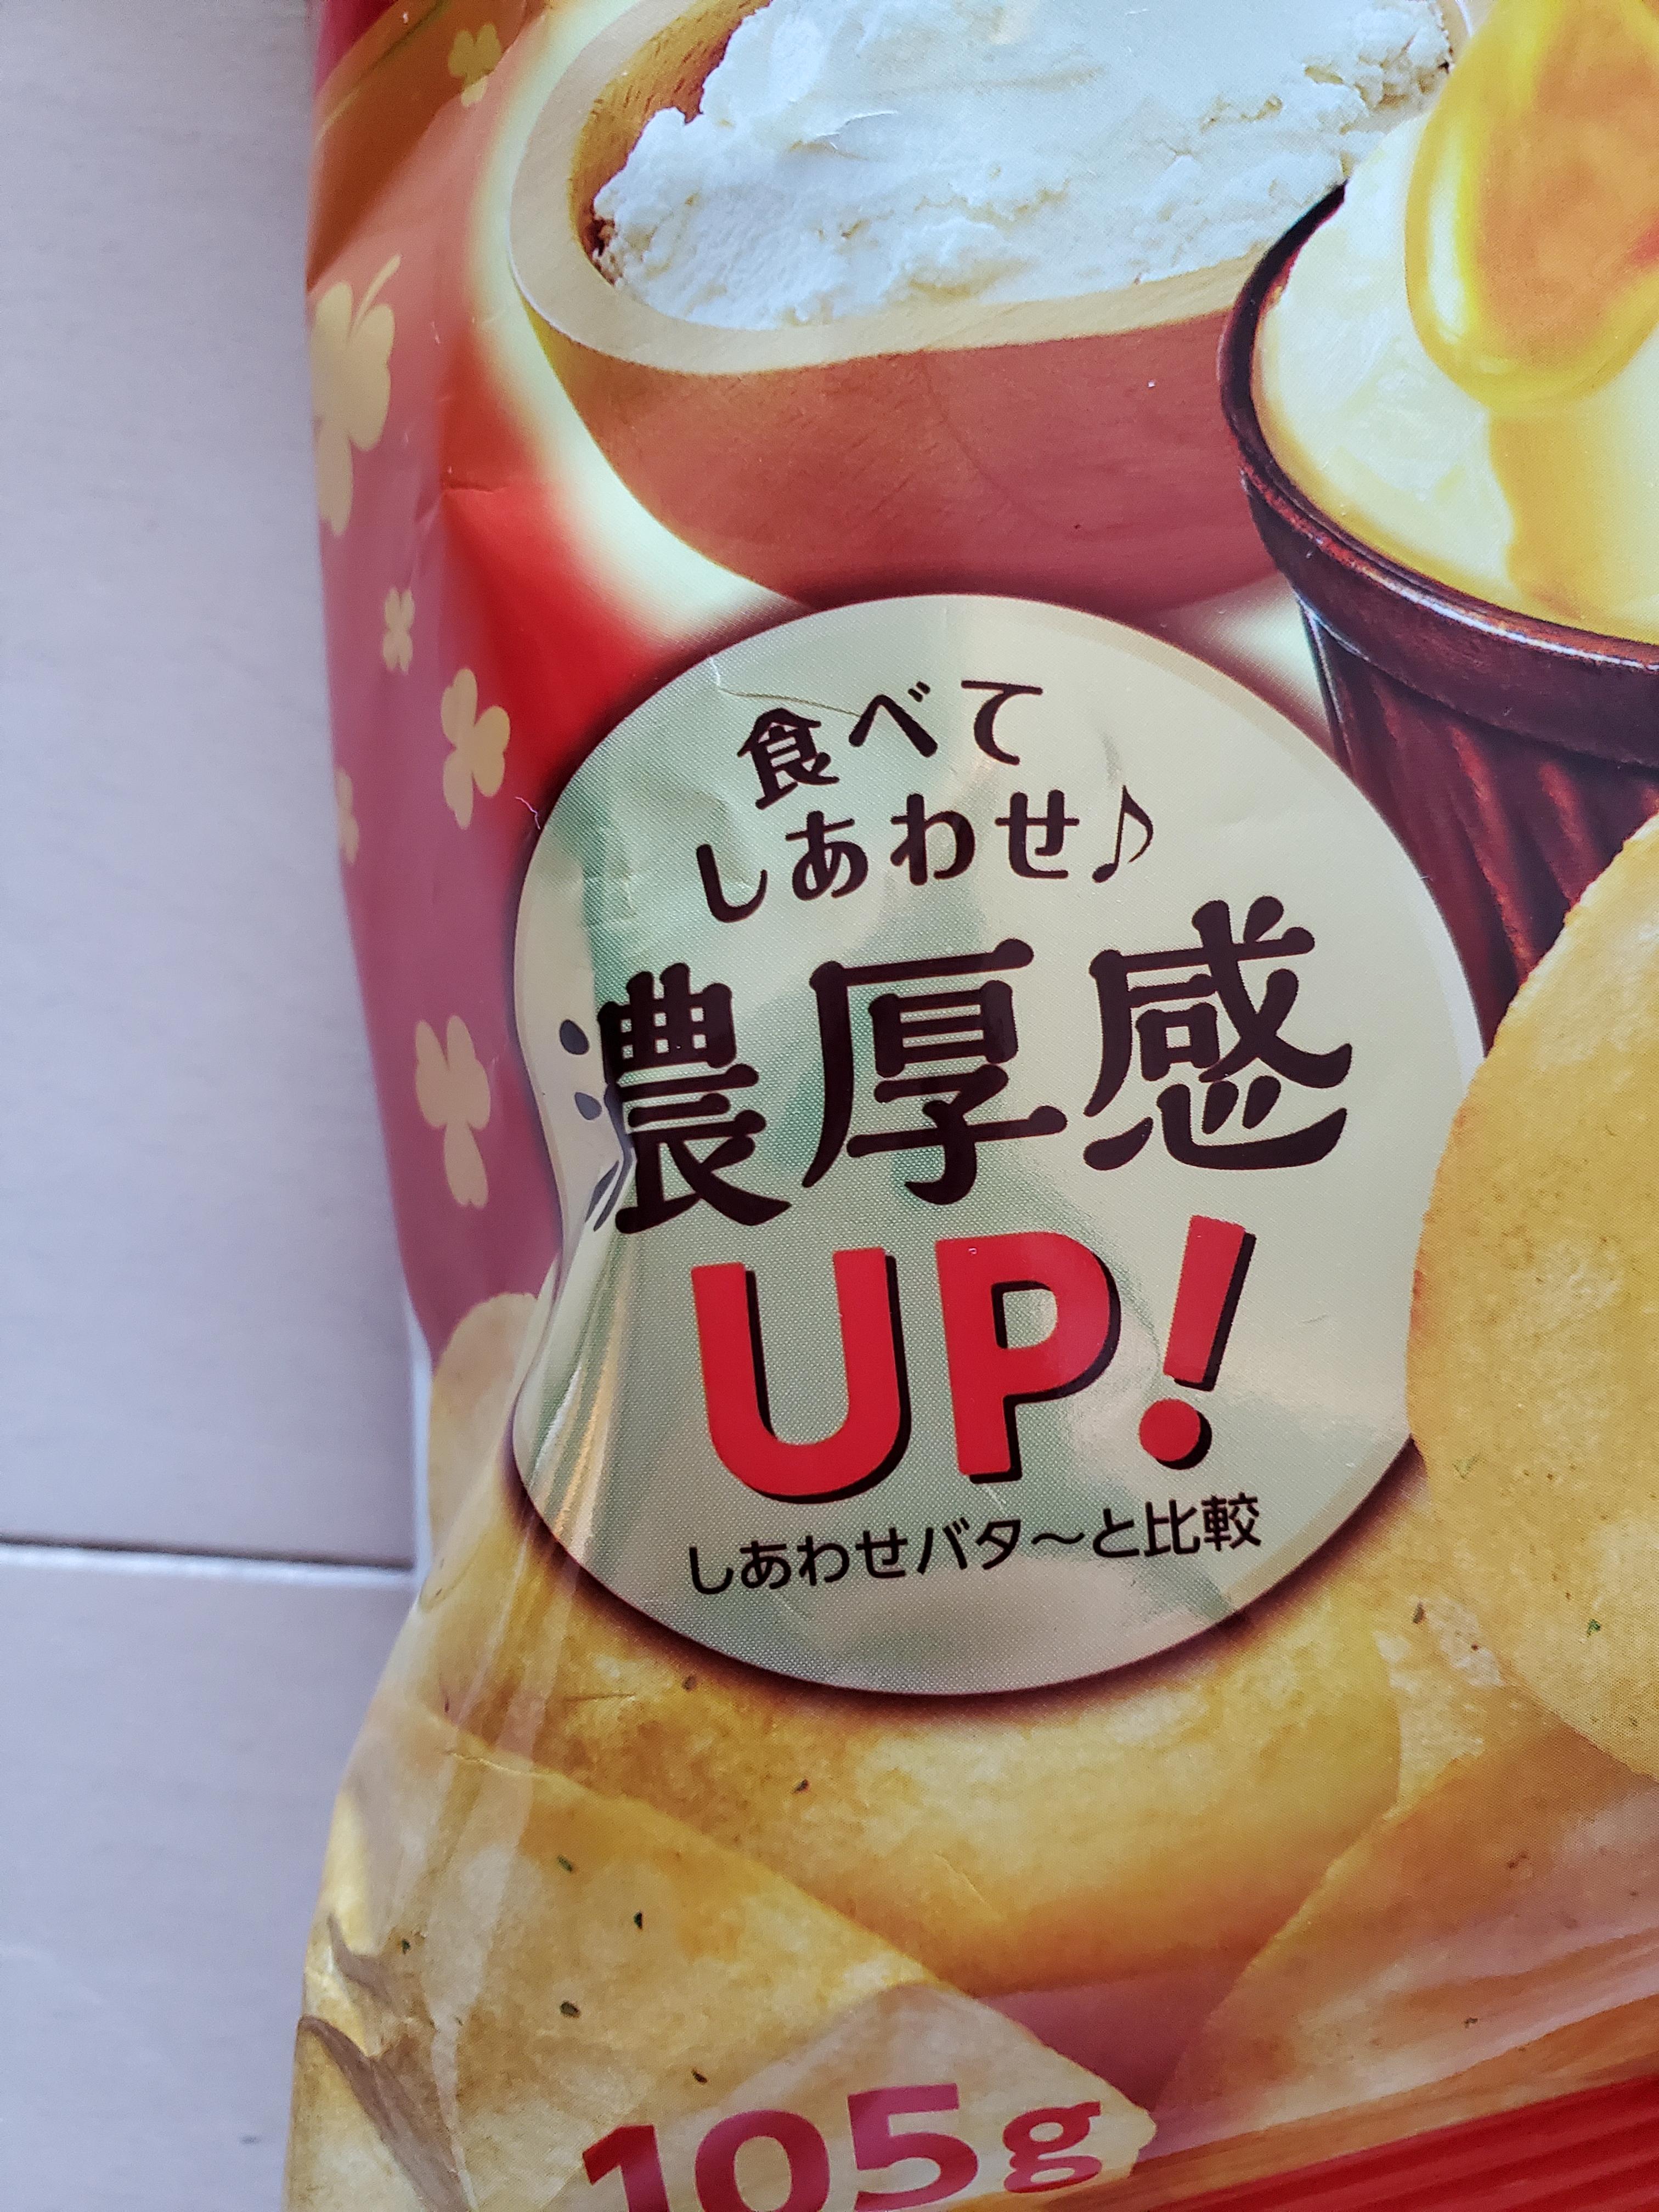 食べて
しあわせ♪
濃厚感
UP!
しあわせバタ～と比較
105g